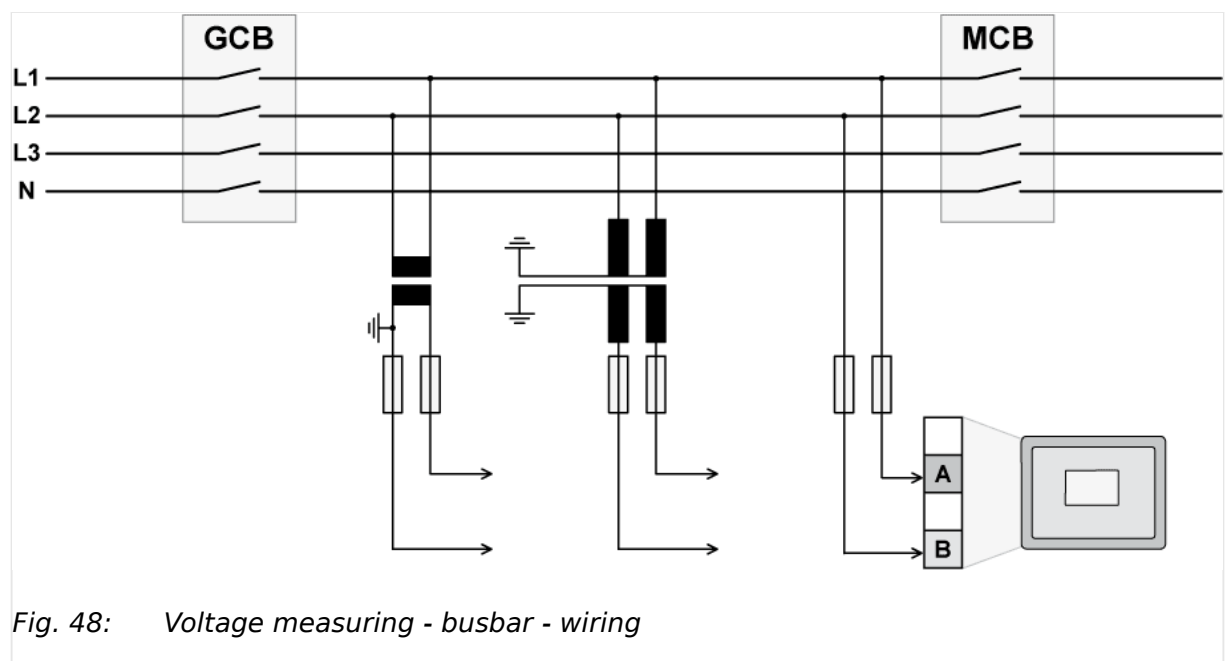 GCB MCB
L1
L2
L3
N
A
B
Fig. 48: Voltage measuring - busbar - wiring